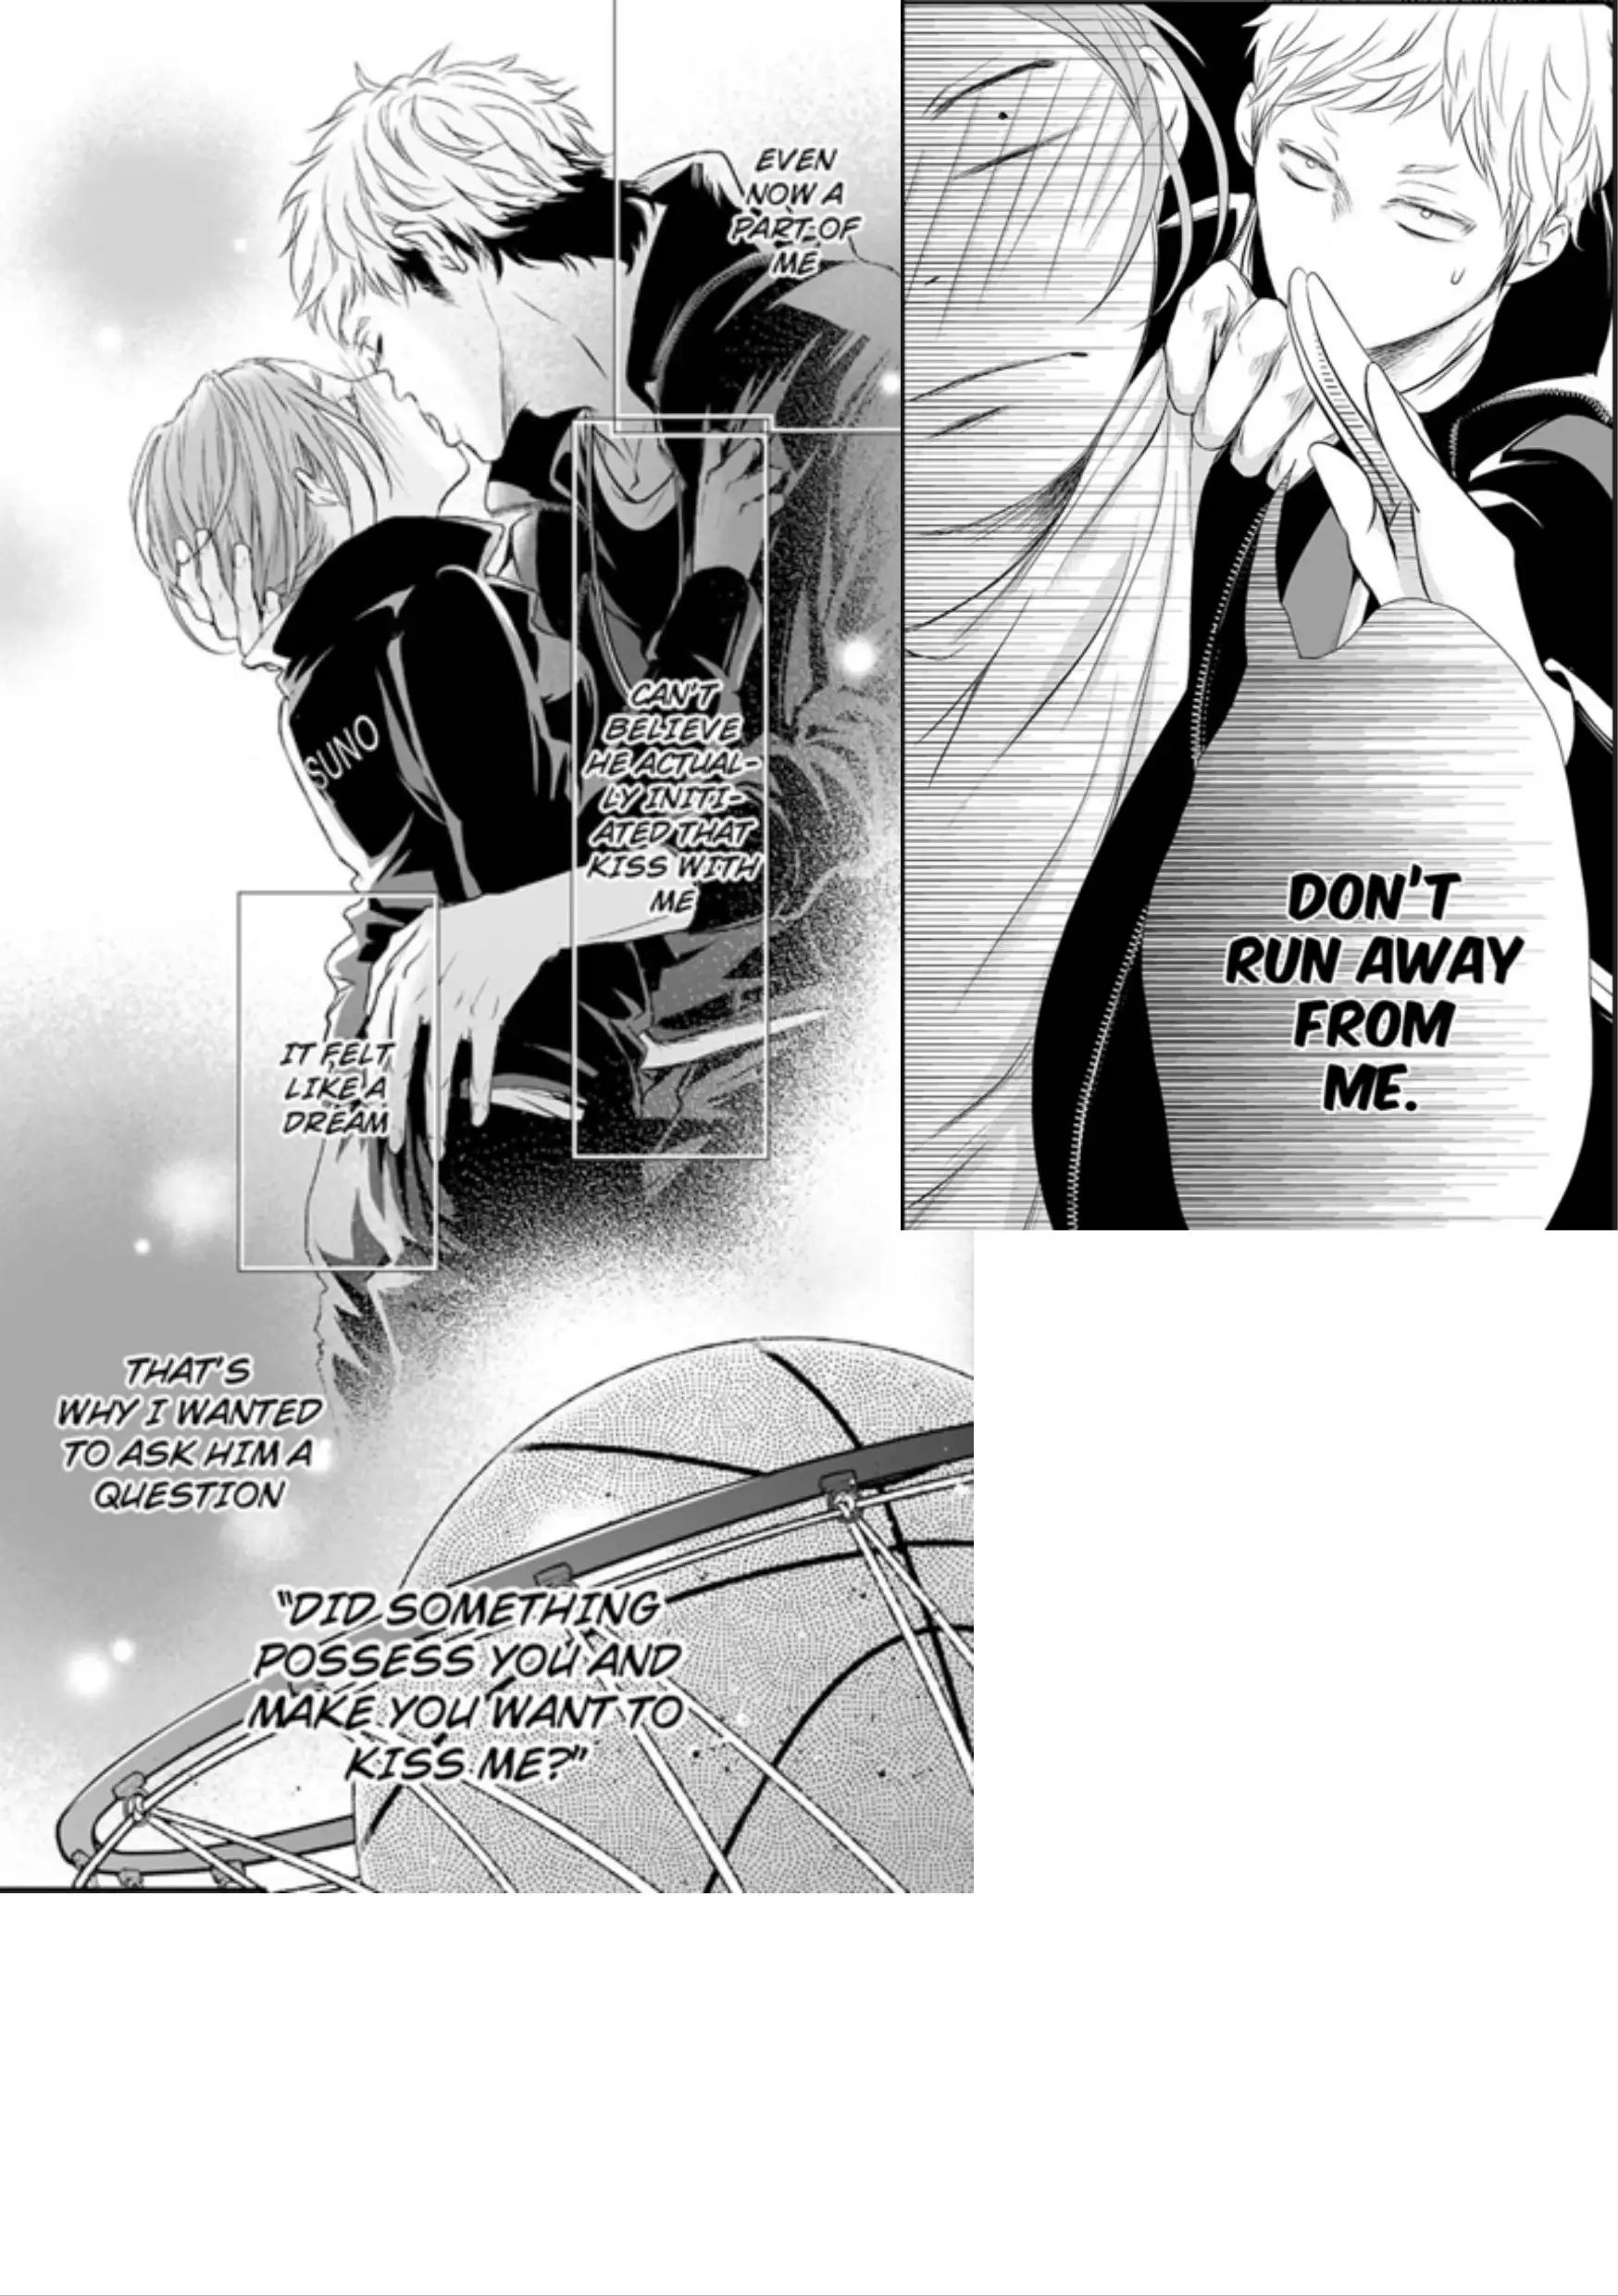 EVEN
NOW A
PART OF
ME
CAN'T
BELIEVE
HE ACTUAL-
LY INITI-
ATED THAT
KISS WITH
ME
SUNO
IT FELT
LIKE A
DREAM
THAT'S
WHY I WANTED
TO ASK HIM A
QUESTION
"DID SOMETHING
POSSESS YOU AND
MAKE YOU WANT TO
KISS ME?"
DON'T
RUN AWAY
FROM
ME.